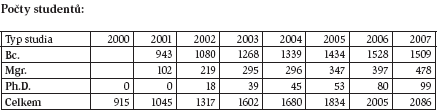 Počty studentů:
Typ studia 2000 2001 2002 2003 2004 2005 2006 2007
Bc. 943 1080 1268 1339 1434 1528 1509
Mgr. 102 219 295 296 347 397 478
Ph.D. 0 0 18 39 45 53 80 99
Celkem 915 1045 1317 1602 1680 1834 2005 2086